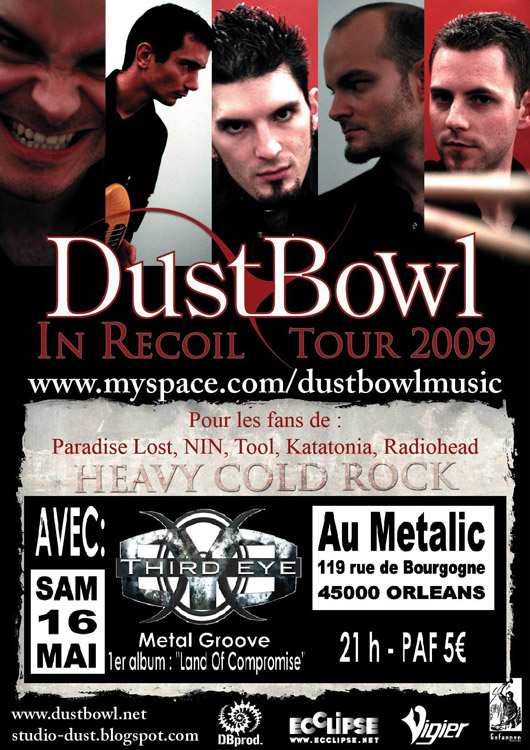 DustBowl
In Recoil Tour 2009
www.myspace.com/dustbowlmusic
Pour les fans de :
Paradise Lost, NIN, Tool, Katatonia, Radiohead
HEAVY COLD ROCK
AVEC:
SAM
16
MAI
THIRD EYE
Metal Groove
1er album : "Land Of Compromise"
Au Metalic
119 rue de Bourgogne
45000 ORLEANS
21 h - PAF 5€
www.dustbowl.net
studio-dust.blogspot.com
DBprod.
ECCLIPSE
WWW.ECCLIPSE.NET
Vigier
Gefannen